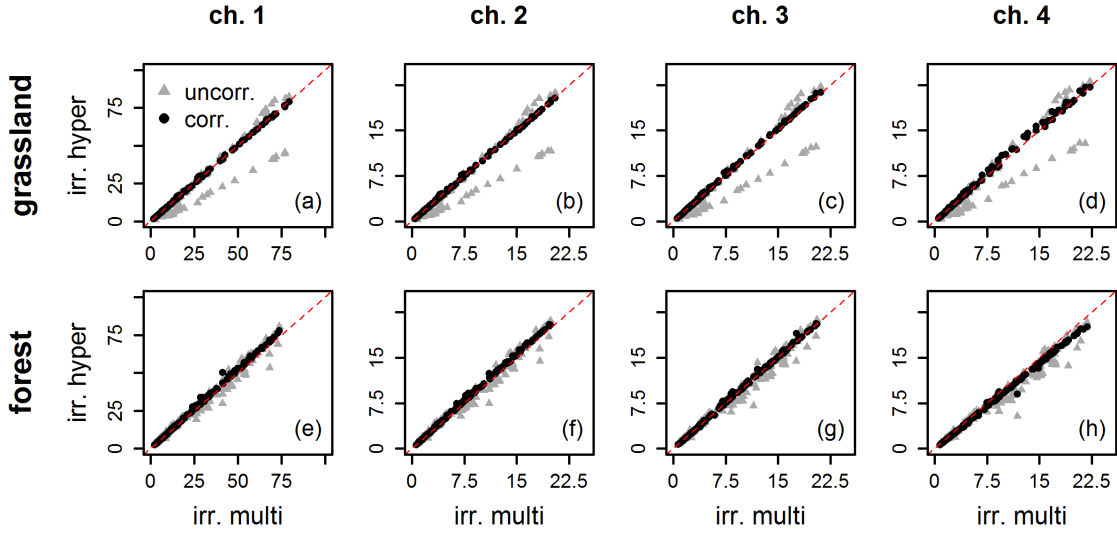 ch. 1 ch. 2 ch. 3 ch. 4
grassland
irr. hyper
uncorr.
corr.
0 25 75
(a)
0 25 50 75
0 7.5 15
(b)
0 7.5 15 22.5
0 7.5 15
(c)
0 7.5 15 22.5
0 7.5 15
(d)
0 7.5 15 22.5
forest
irr. hyper
0 25 75
(e)
0 25 50 75
irr. multi
0 7.5 15
(f)
0 7.5 15 22.5
irr. multi
0 7.5 15
(g)
0 7.5 15 22.5
irr. multi
0 7.5 15
(h)
0 7.5 15 22.5
irr. multi